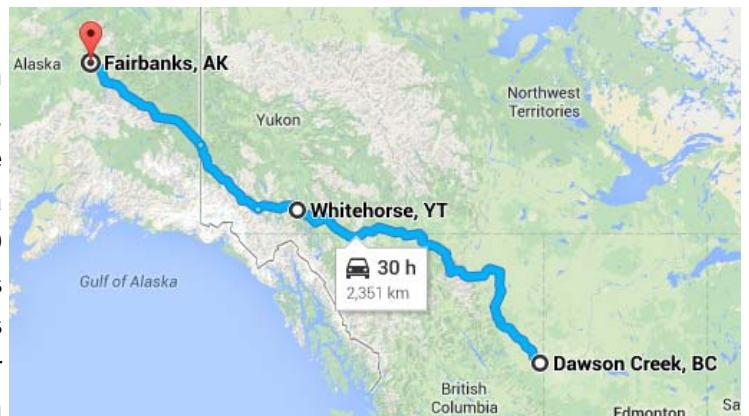 Fairbanks, AK
Alaska
Northwest
Territories
Yukon
Whitehorse, YT
30 h
2,351 km
Gulf of Alaska
Dawson Creek, BC
British
Columbia
Edmonton